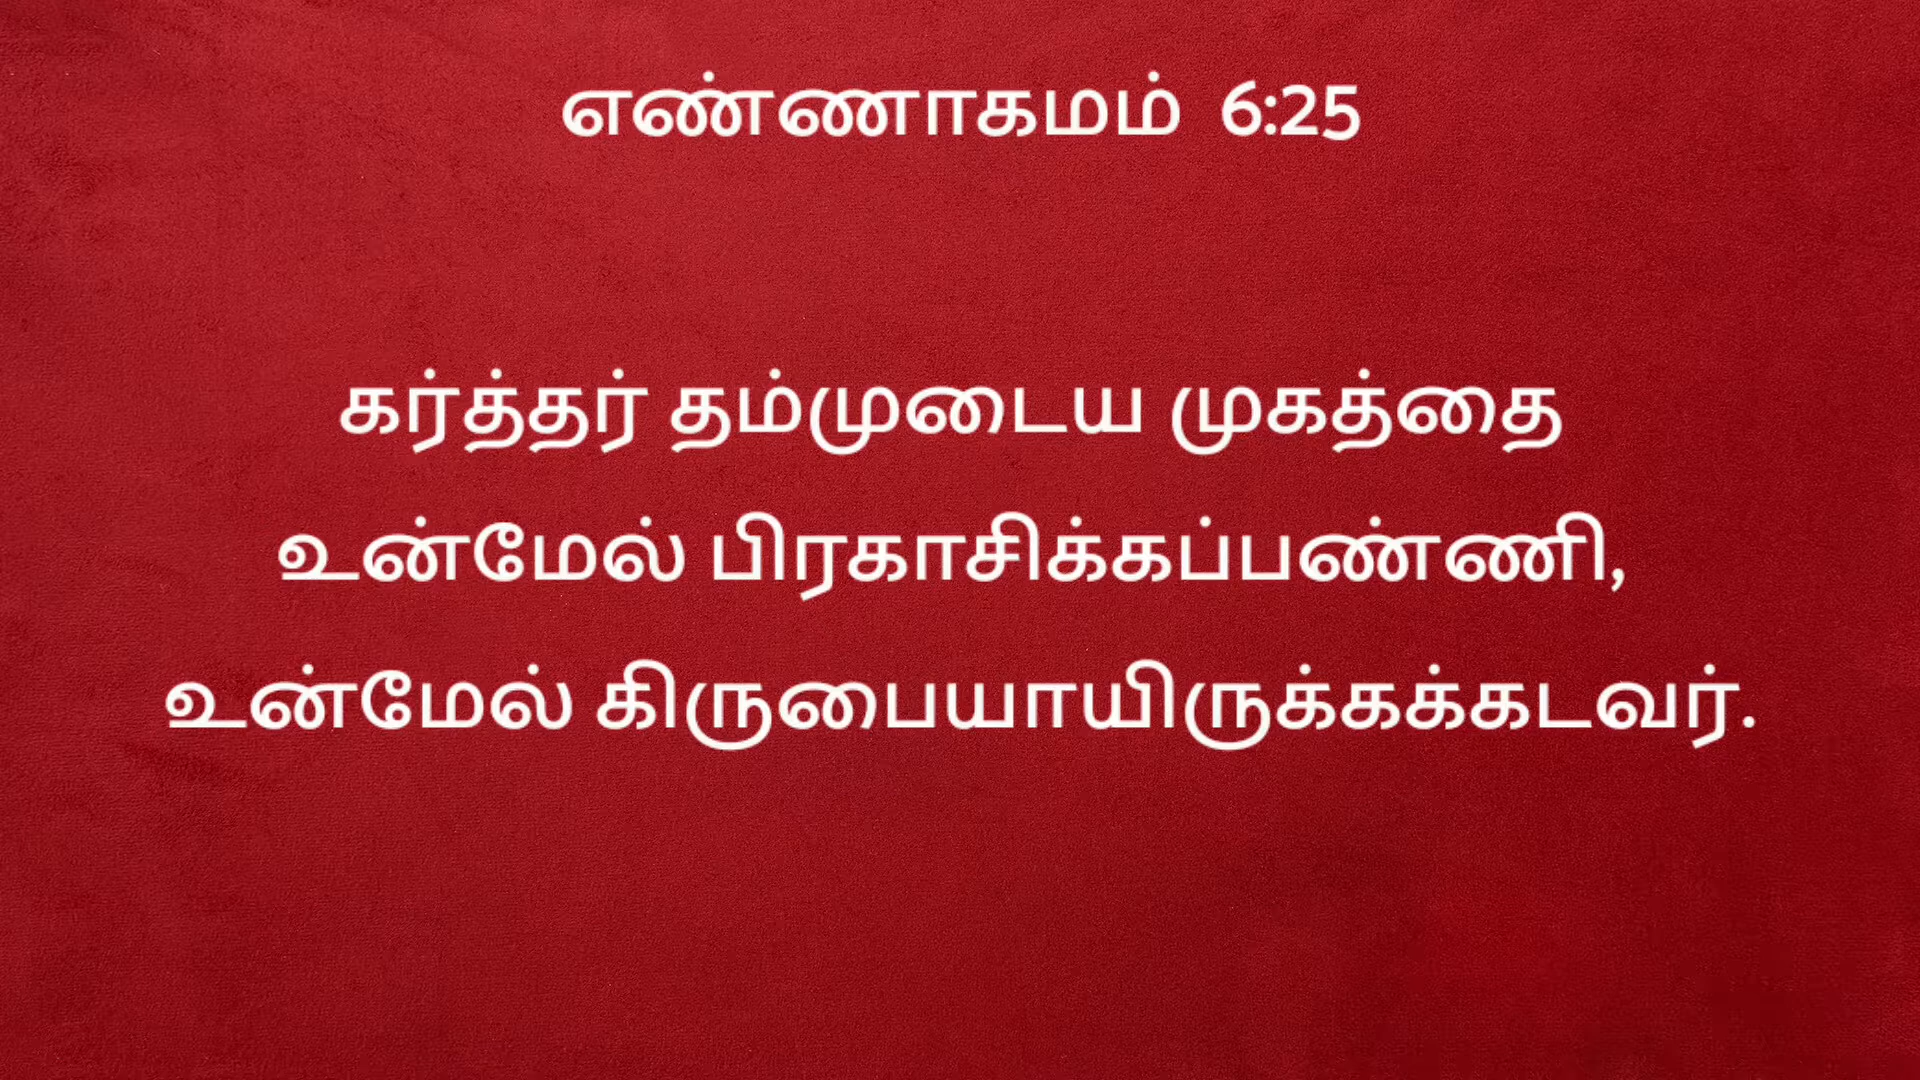 எண்ணாகமம் 6:25
கர்த்தர் தம்முடைய முகத்தை
உன்மேல் பிரகாசிக்கப்பண்ணி,
உன்மேல் கிருபையாயிருக்கக்கடவர்.